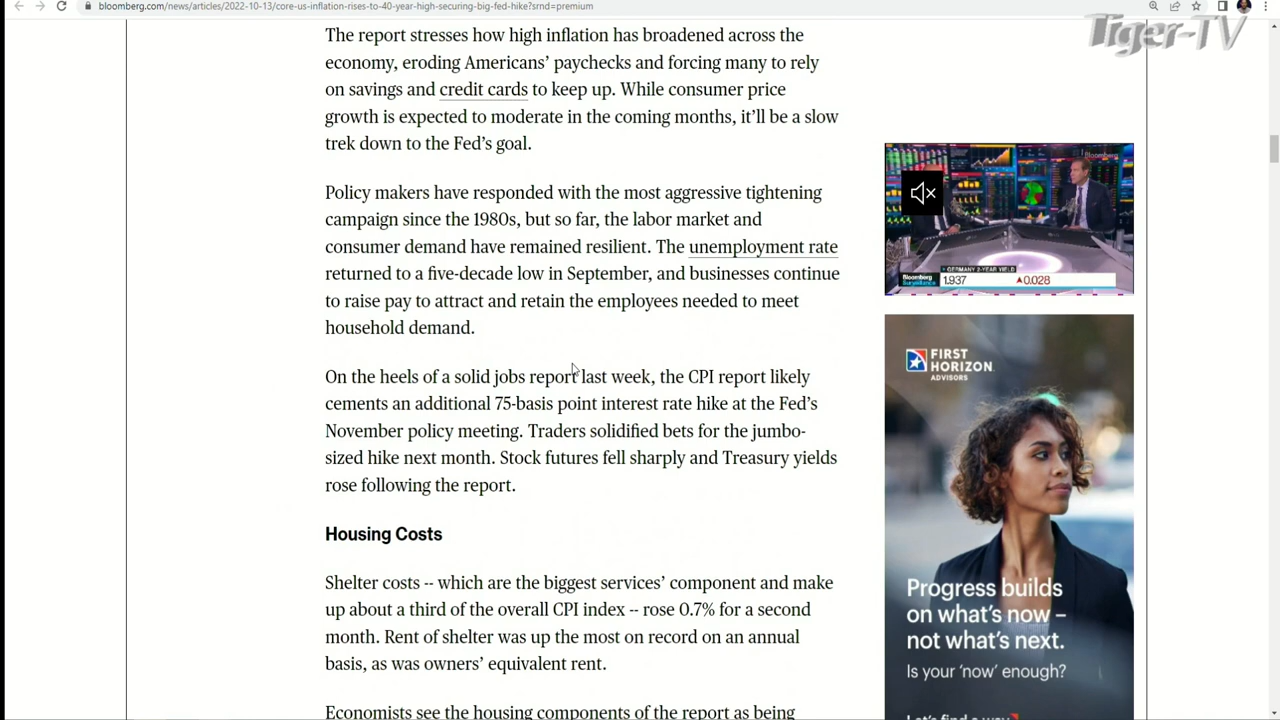 bloomberg.com/news/articles/2022-10-13/core-us-inflation-rises-to-40-year-high-securing-big-fed-hike?srnd=premium
Tiger-TV
The report stresses how high inflation has broadened across the
economy, eroding Americans’ paychecks and forcing many to rely
on savings and credit cards to keep up. While consumer price
growth is expected to moderate in the coming months, it’ll be a slow
trek down to the Fed’s goal.
Policy makers have responded with the most aggressive tightening
campaign since the 1980s, but so far, the labor market and
consumer demand have remained resilient. The unemployment rate
returned to a five-decade low in September, and businesses continue
to raise pay to attract and retain the employees needed to meet
household demand.
On the heels of a solid jobs report last week, the CPI report likely
cements an additional 75-basis point interest rate hike at the Fed’s
November policy meeting. Traders solidified bets for the jumbo-
sized hike next month. Stock futures fell sharply and Treasury yields
rose following the report.
Housing Costs
Shelter costs -- which are the biggest services’ component and make
up about a third of the overall CPI index -- rose 0.7% for a second
month. Rent of shelter was up the most on record on an annual
basis, as was owners’ equivalent rent.
Economists see the housing components of the report as being
Bloomberg
GERMANY 2-YEAR YIELD
Bloomberg
Surveillance
1.937 ▲0.028
FIRST
HORIZON
ADVISORS
Progress builds
on what’s now –
not what’s next.
Is your ‘now’ enough?
Let’s find a way